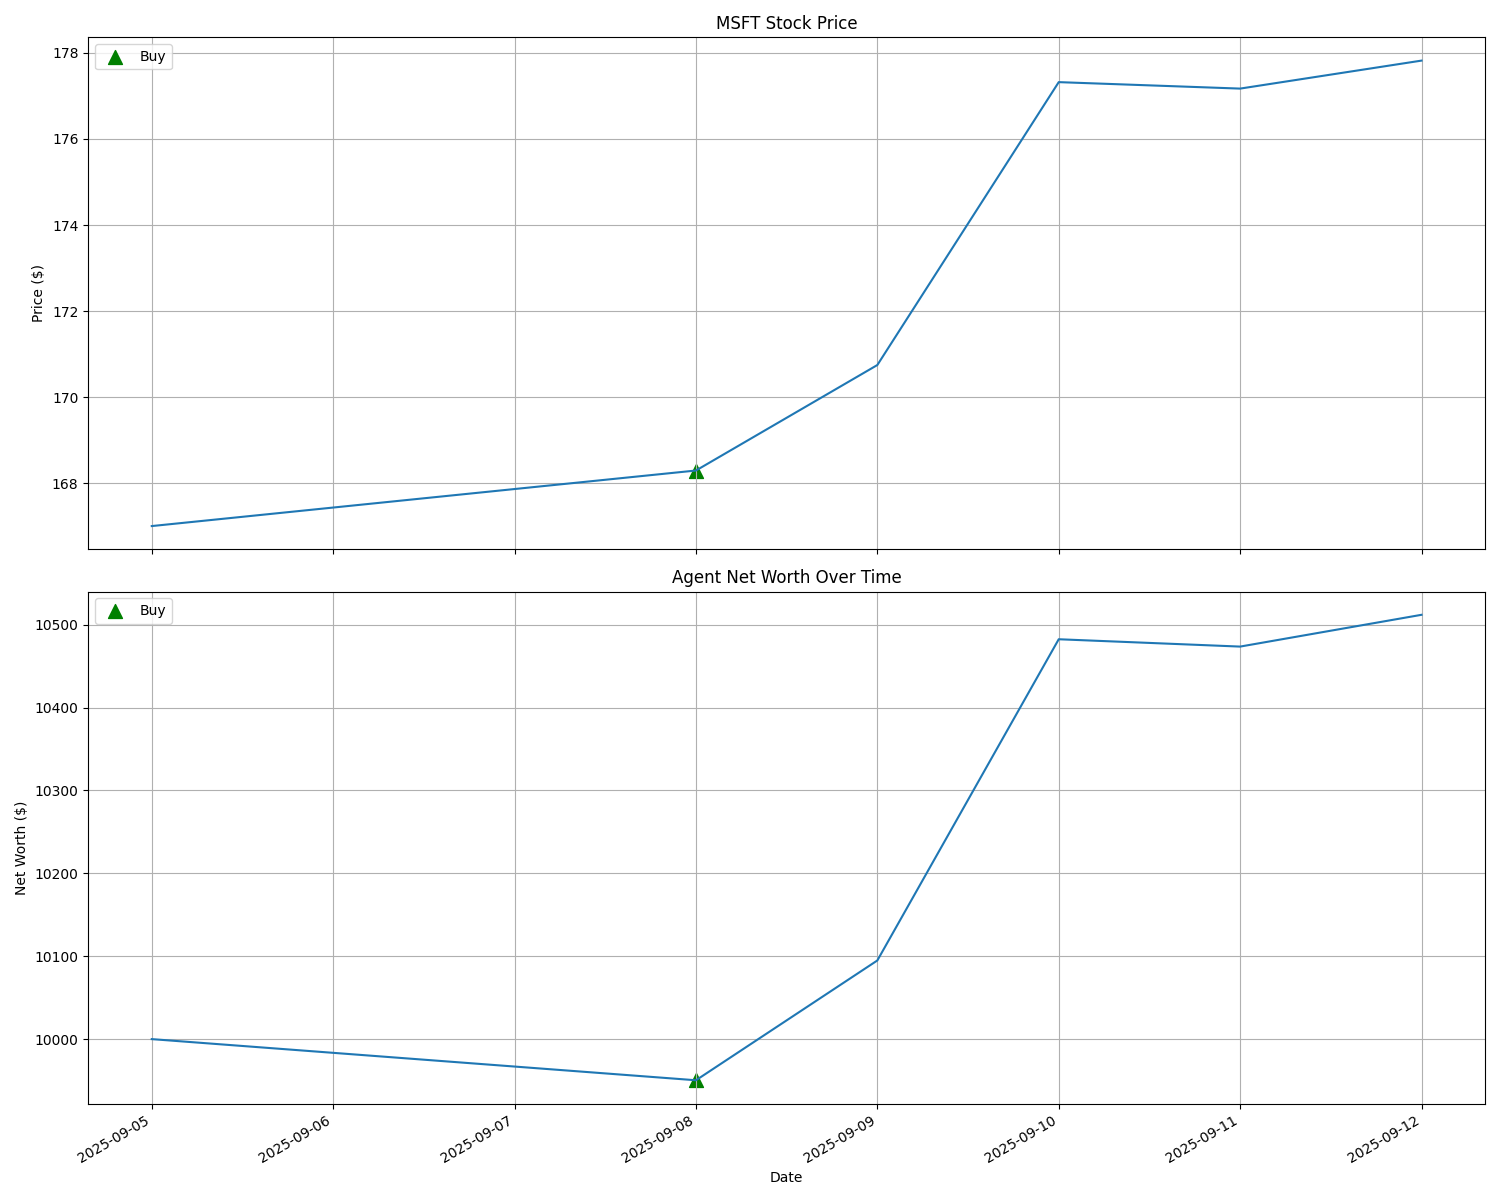 MSFT Stock Price
Buy
178
176
174
172
170
168
Price ($)
Agent Net Worth Over Time
Buy
10500
10400
10300
10200
10100
10000
Net Worth ($)
2025-09-05
2025-09-06
2025-09-07
2025-09-08
2025-09-09
2025-09-10
2025-09-11
2025-09-12
Date